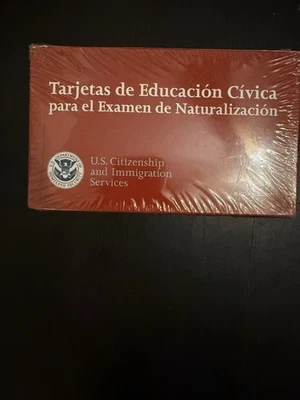 Tarjetas de Educación Cívica
para el Examen de Naturalización
U.S. Citizenship
and Immigration
Services